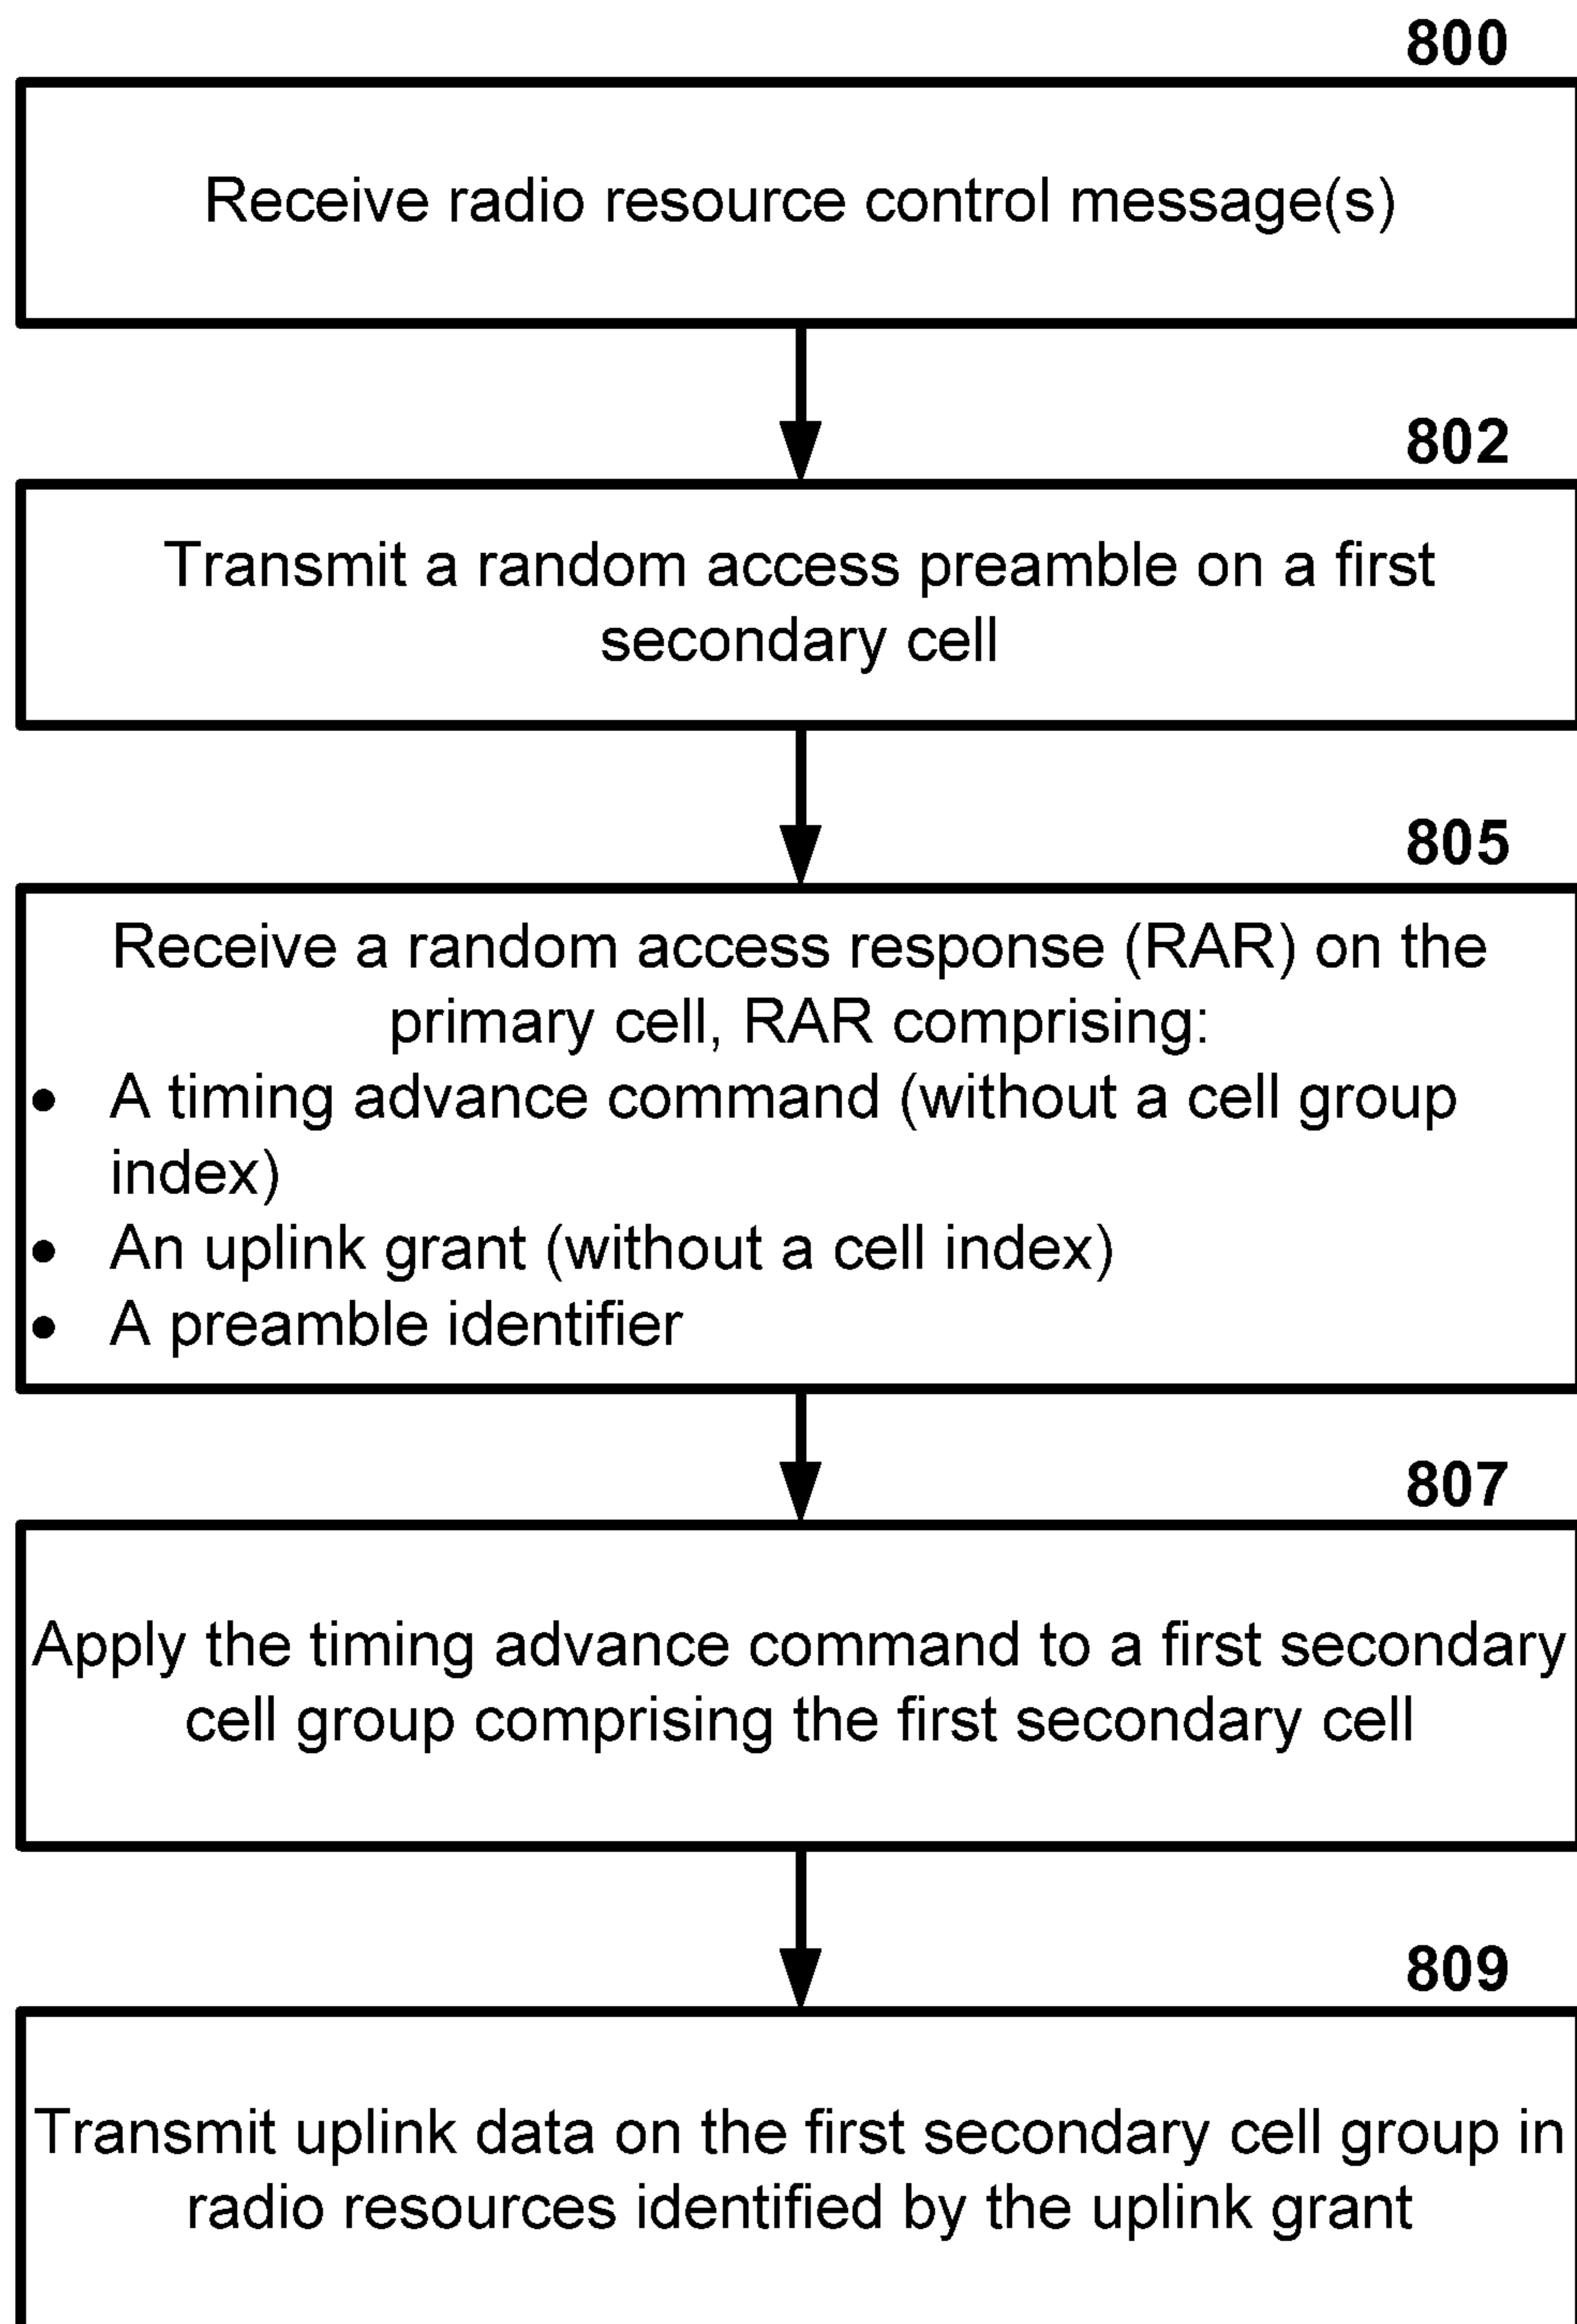 800
Receive radio resource control message(s)
802
Transmit a random access preamble on a first
secondary cell
805
Receive a random access response (RAR) on the
primary cell, RAR comprising:
• A timing advance command (without a cell group
index)
• An uplink grant (without a cell index)
• A preamble identifier
807
Apply the timing advance command to a first secondary
cell group comprising the first secondary cell
809
Transmit uplink data on the first secondary cell group in
radio resources identified by the uplink grant